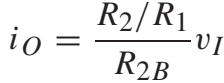 i_O = \frac{R_2/R_1}{R_{2B}} v_I